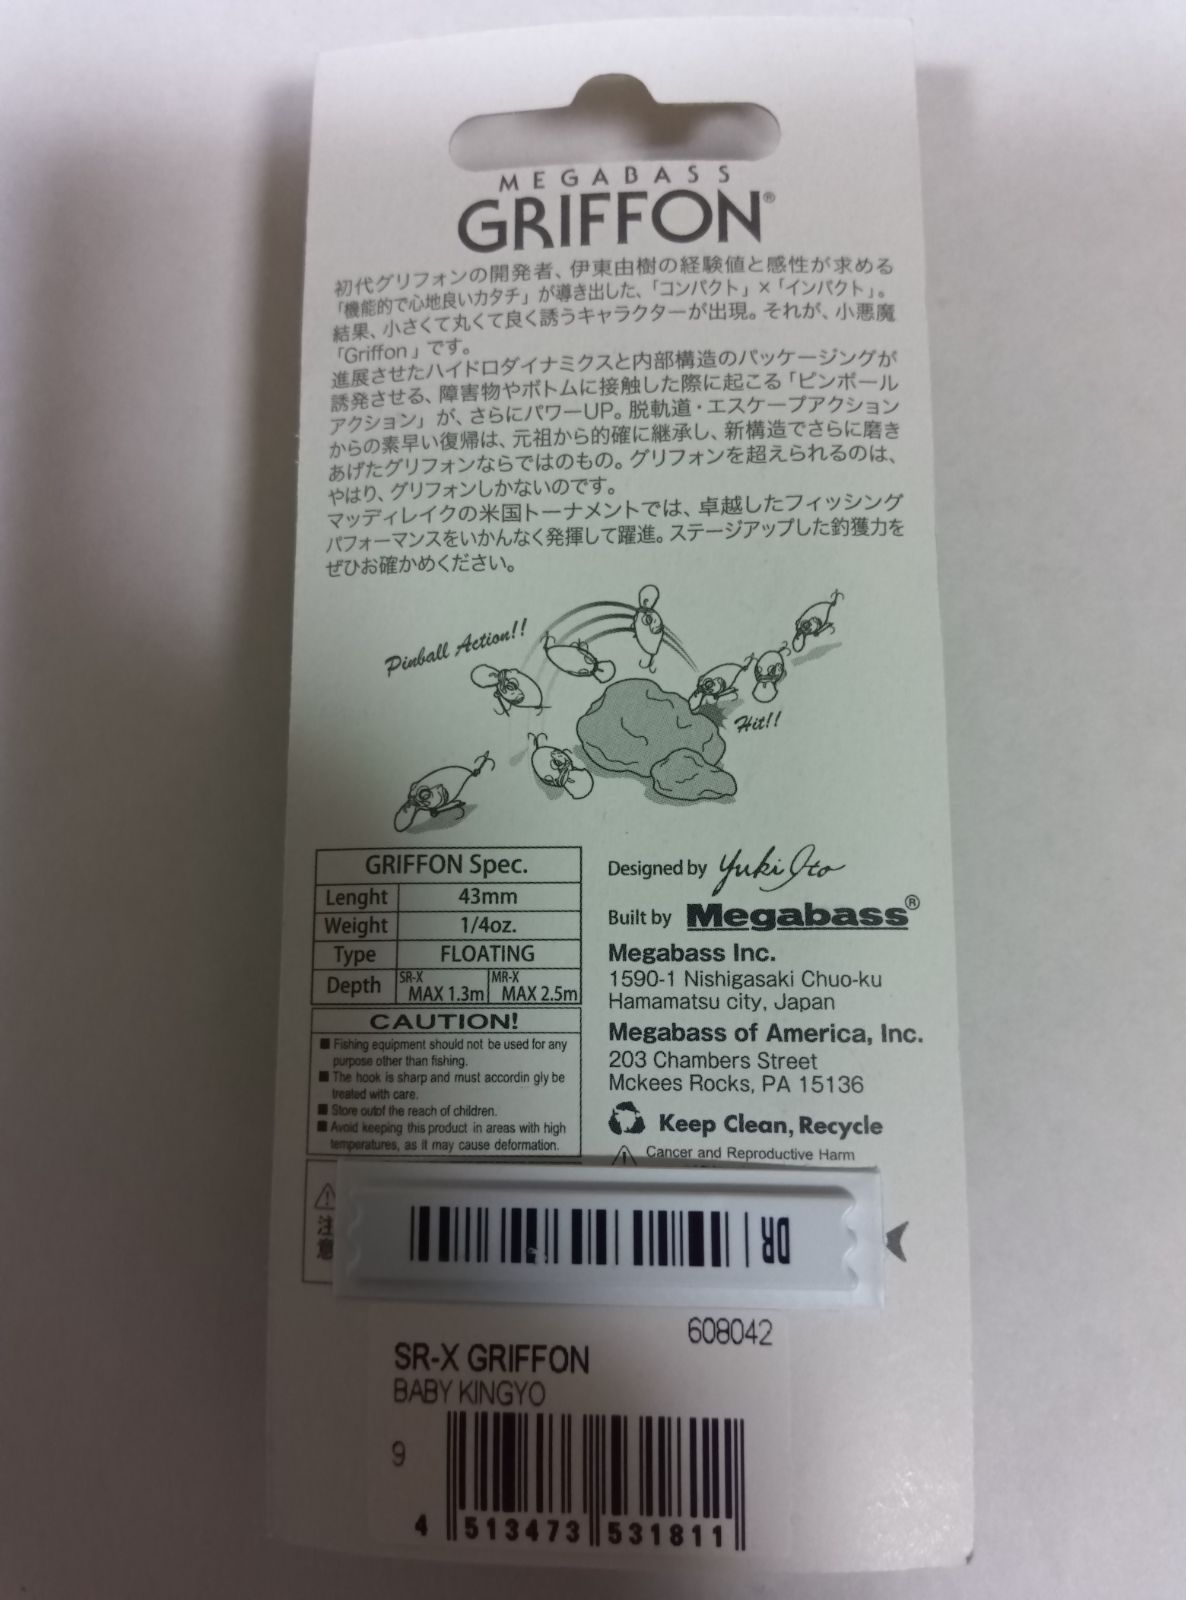 MEGABASS
GRIFFON®
初代グリフォンの開発者、伊東由樹の経験値と感性が求める
「機能的で心地良いカタチ」が導き出した、「コンパクト」×「インパクト」。
結果、小さくて丸くて良く誘うキャラクターが出現。それが、小悪魔
「Griffon」です。
進展させたハイドロダイナミクスと内部構造のパッケージングが
誘発させる、障害物やボトムに接触した際に起こる「ピンボール
アクション」が、さらにパワーUP。脱軌道・エスケープアクション
からの素早い復帰は、元祖から的確に継承し、新構造でさらに磨き
あげたグリフォンならではのもの。グリフォンを超えられるのは、
やはり、グリフォンしかないのです。
マッディレイクの米国トーナメントでは、卓越したフィッシング
パフォーマンスをいかんなく発揮して躍進。ステージアップした釣獲力を
ぜひお確かめください。
Pinball Action!!
Hit!!
GRIFFON Spec.
Lenght 43mm
Weight 1/4oz.
Type FLOATING
Depth SR-X MAX 1.3m MR-X MAX 2.5m
CAUTION!
■ Fishing equipment should not be used for any
purpose other than fishing.
■ The hook is sharp and must accordin gly be
treated with care.
■ Store outof the reach of children.
■ Avoid keeping this product in areas with high
temperatures, as it may cause deformation.
Designed by Yuki Ito
Built by Megabass®
Megabass Inc.
1590-1 Nishigasaki Chuo-ku
Hamamatsu city, Japan
Megabass of America, Inc.
203 Chambers Street
Mckees Rocks, PA 15136
Keep Clean, Recycle
Cancer and Reproductive Harm
注
意
DR
608042
SR-X GRIFFON
BABY KINGYO
9
4 513473 531811